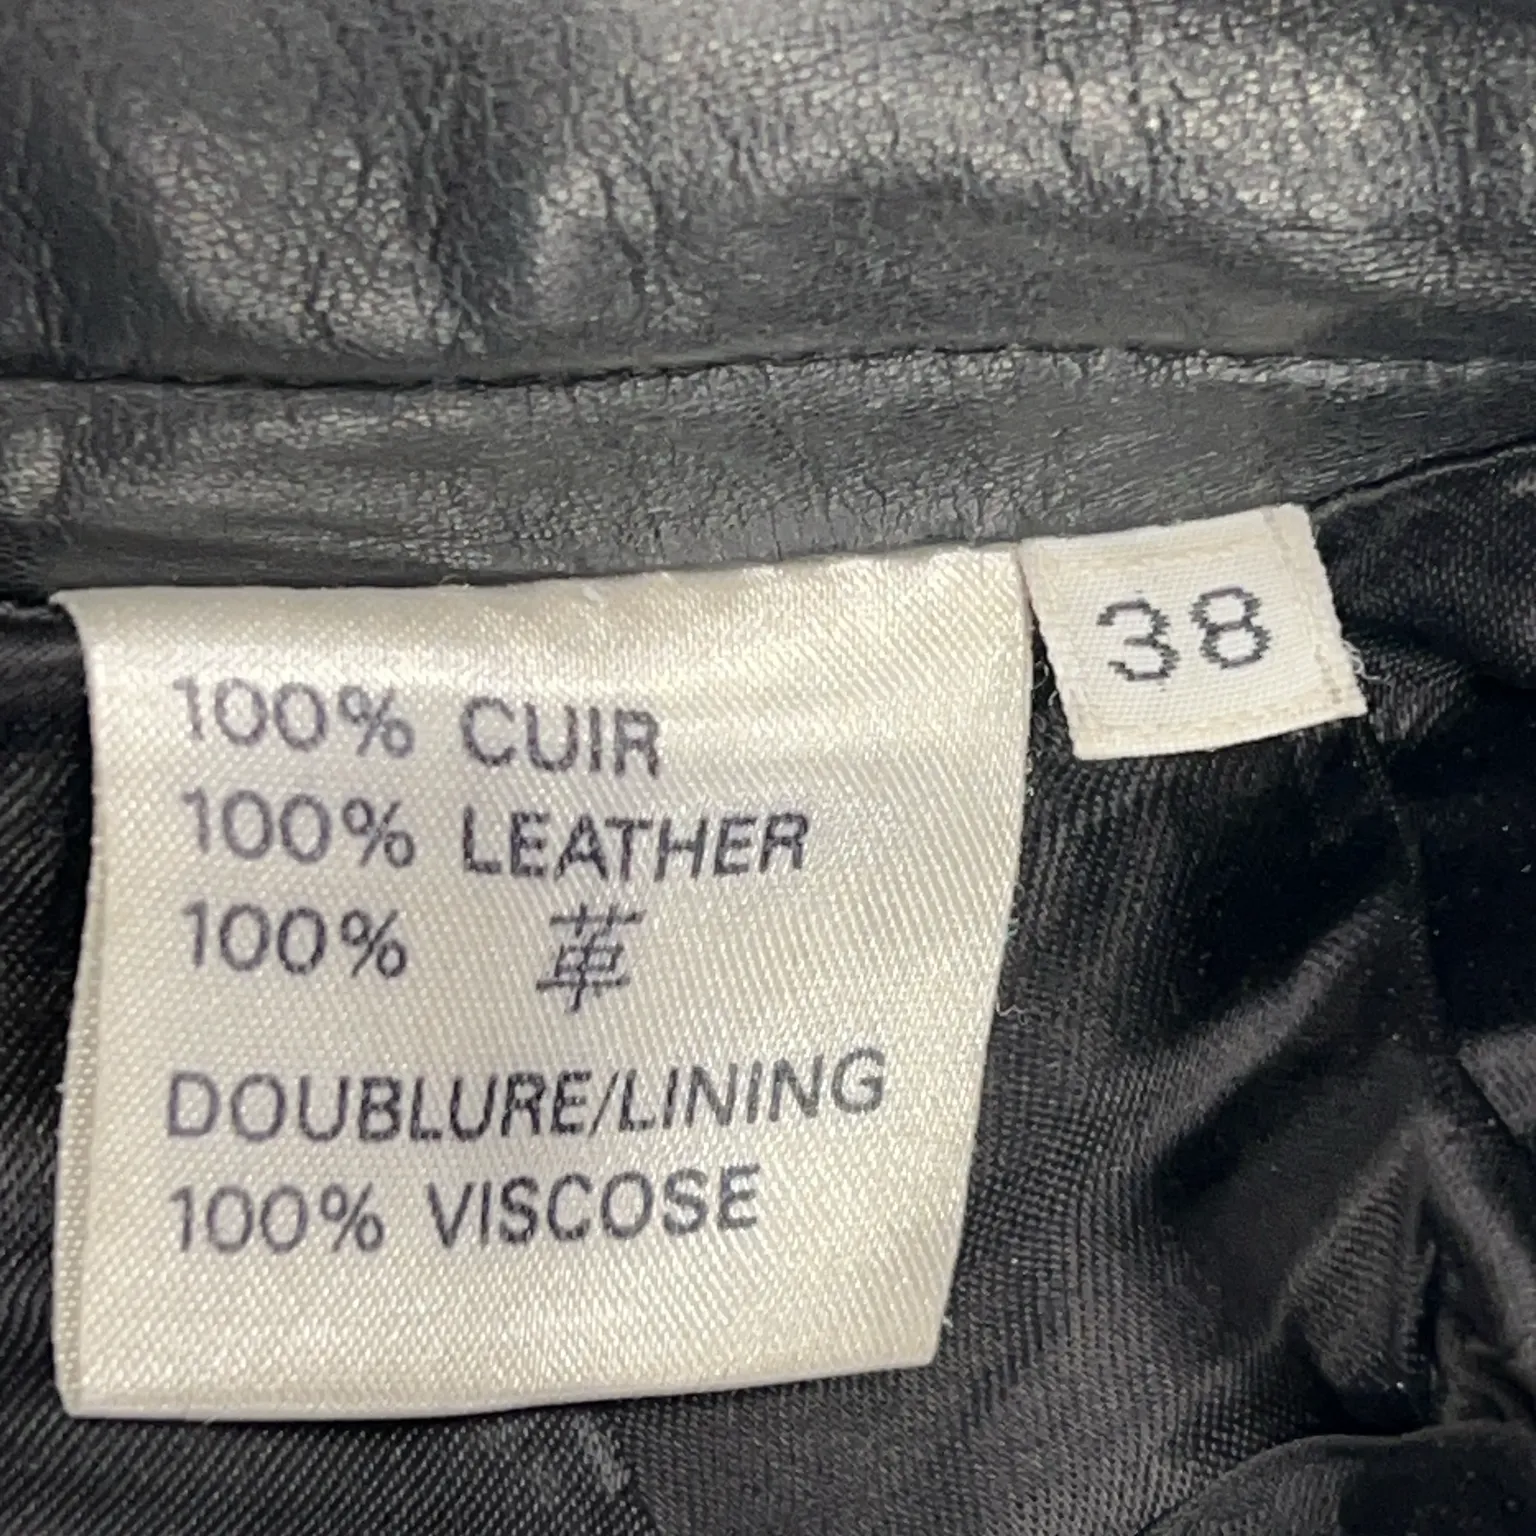 100% CUIR
100% LEATHER
100% 革
DOUBLURE/LINING
100% VISCOSE
38